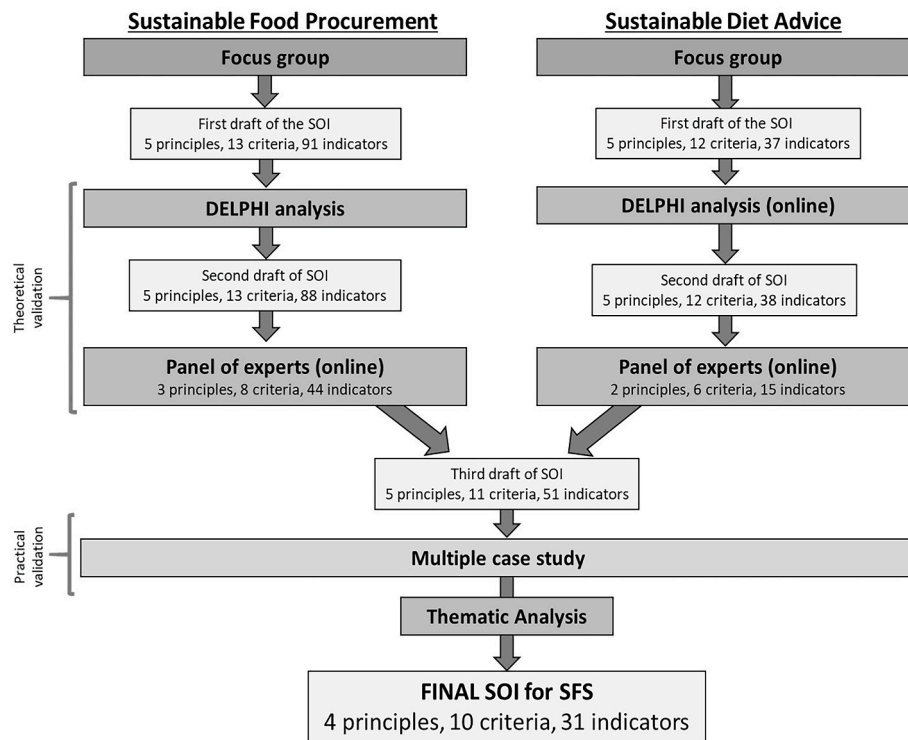 Sustainable Food Procurement
Focus group
First draft of the SOI
5 principles, 13 criteria, 91 indicators
DELPHI analysis
Second draft of SOI
5 principles, 13 criteria, 88 indicators
Panel of experts (online)
3 principles, 8 criteria, 44 indicators
Sustainable Diet Advice
Focus group
First draft of the SOI
5 principles, 12 criteria, 37 indicators
DELPHI analysis (online)
Second draft of SOI
5 principles, 12 criteria, 38 indicators
Panel of experts (online)
2 principles, 6 criteria, 15 indicators
Theoretical
validation
Third draft of SOI
5 principles, 11 criteria, 51 indicators
Practical
validation
Multiple case study
Thematic Analysis
FINAL SOI for SFS
4 principles, 10 criteria, 31 indicators